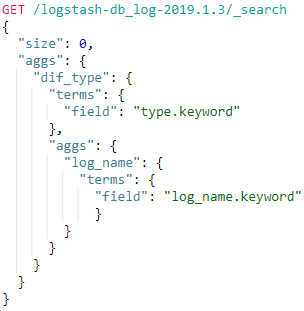 GET /logstash-db_log-2019.1.3/_search
{
  "size": 0,
  "aggs": {
    "dif_type": {
      "terms": {
        "field": "type.keyword"
      },
      "aggs": {
        "log_name": {
          "terms": {
            "field": "log_name.keyword"
            }
        }
      }
    }
  }
}